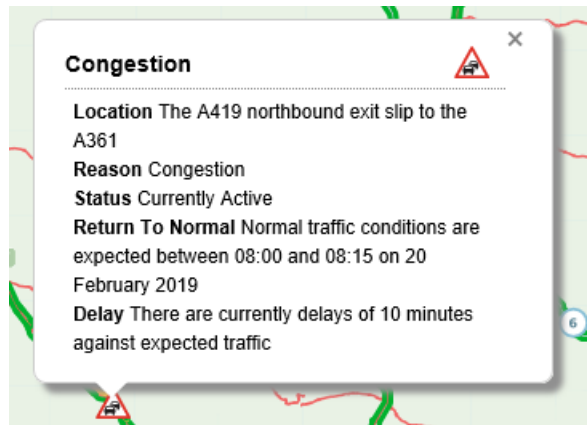 Congestion
Location The A419 northbound exit slip to the
A361
Reason Congestion
Status Currently Active
Return To Normal Normal traffic conditions are
expected between 08:00 and 08:15 on 20
February 2019
Delay There are currently delays of 10 minutes
against expected traffic
6